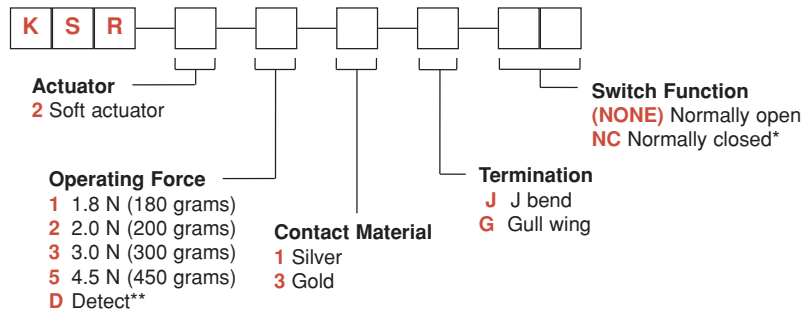 K S R
Actuator
2 Soft actuator
Operating Force
1 1.8 N (180 grams)
2 2.0 N (200 grams)
3 3.0 N (300 grams)
5 4.5 N (450 grams)
D Detect**
Contact Material
1 Silver
3 Gold
Termination
J J bend
G Gull wing
Switch Function
(NONE) Normally open
NC Normally closed*